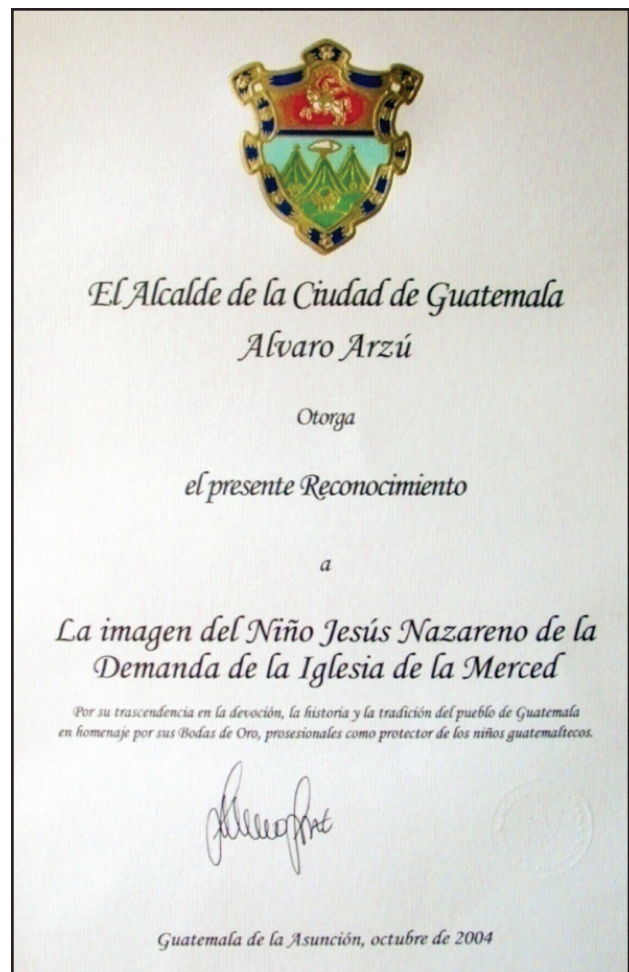 El Alcalde de la Ciudad de Guatemala
Alvaro Arzú
Otorga
el presente Reconocimiento
a
La imagen del Niño Jesús Nazareno de la
Demanda de la Iglesia de la Merced
Por su trascendencia en la devoción, la historia y la tradición del pueblo de Guatemala
en homenaje por sus Bodas de Oro, prosesionales como protector de los niños guatemaltecos.
Guatemala de la Asunción, octubre de 2004